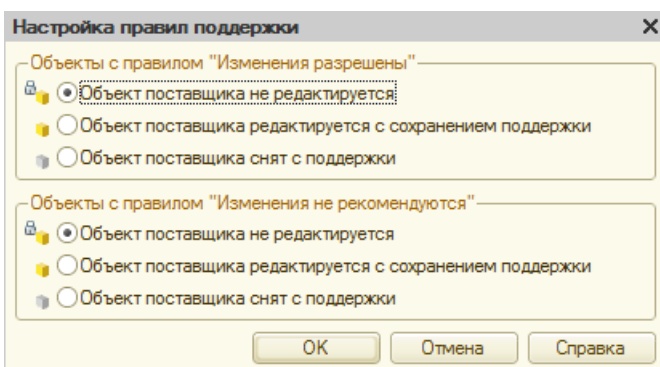 Настройка правил поддержки
Объекты с правилом "Изменения разрешены"
Объект поставщика не редактируется
Объект поставщика редактируется с сохранением поддержки
Объект поставщика снят с поддержки
Объекты с правилом "Изменения не рекомендуются"
Объект поставщика не редактируется
Объект поставщика редактируется с сохранением поддержки
Объект поставщика снят с поддержки
OK Отмена Справка